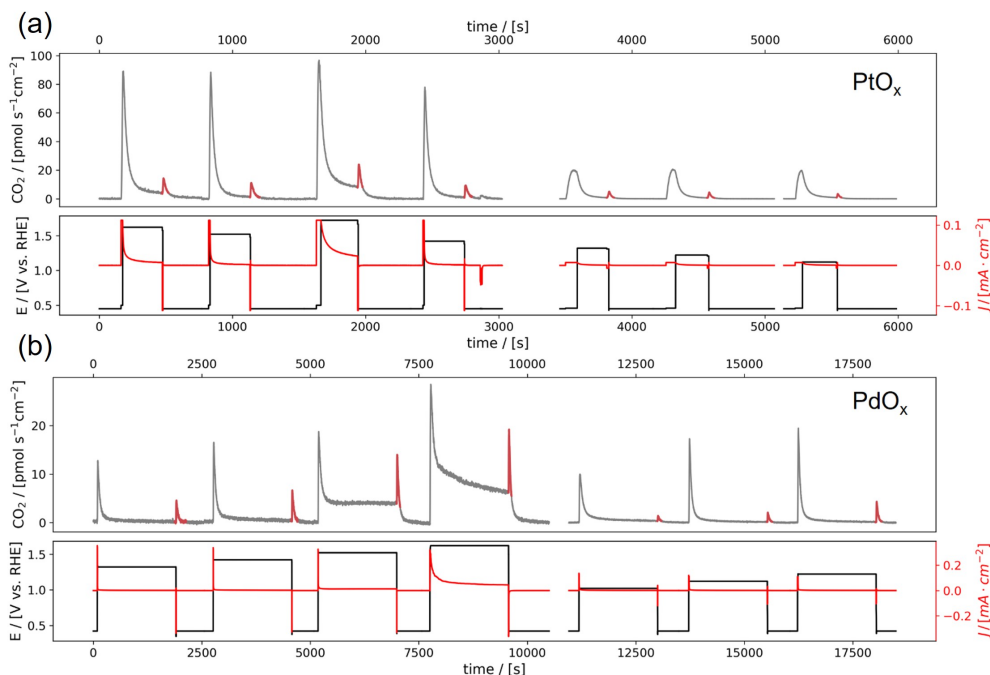 (a)
time / [s]
0 1000 2000 3000 4000 5000 6000
CO₂ / [pmol s⁻¹cm⁻²]
100
80
60
40
20
0
PtOₓ
E / [V vs. RHE]
1.5
1.0
0.5
J / [mA · cm⁻²]
0.1
0.0
−0.1
0 1000 2000 3000 4000 5000 6000
time / [s]
(b)
0 2500 5000 7500 10000 12500 15000 17500
CO₂ / [pmol s⁻¹cm⁻²]
20
10
0
PdOₓ
E / [V vs. RHE]
1.5
1.0
0.5
J / [mA · cm⁻²]
0.2
0.0
−0.2
0 2500 5000 7500 10000 12500 15000 17500
time / [s]